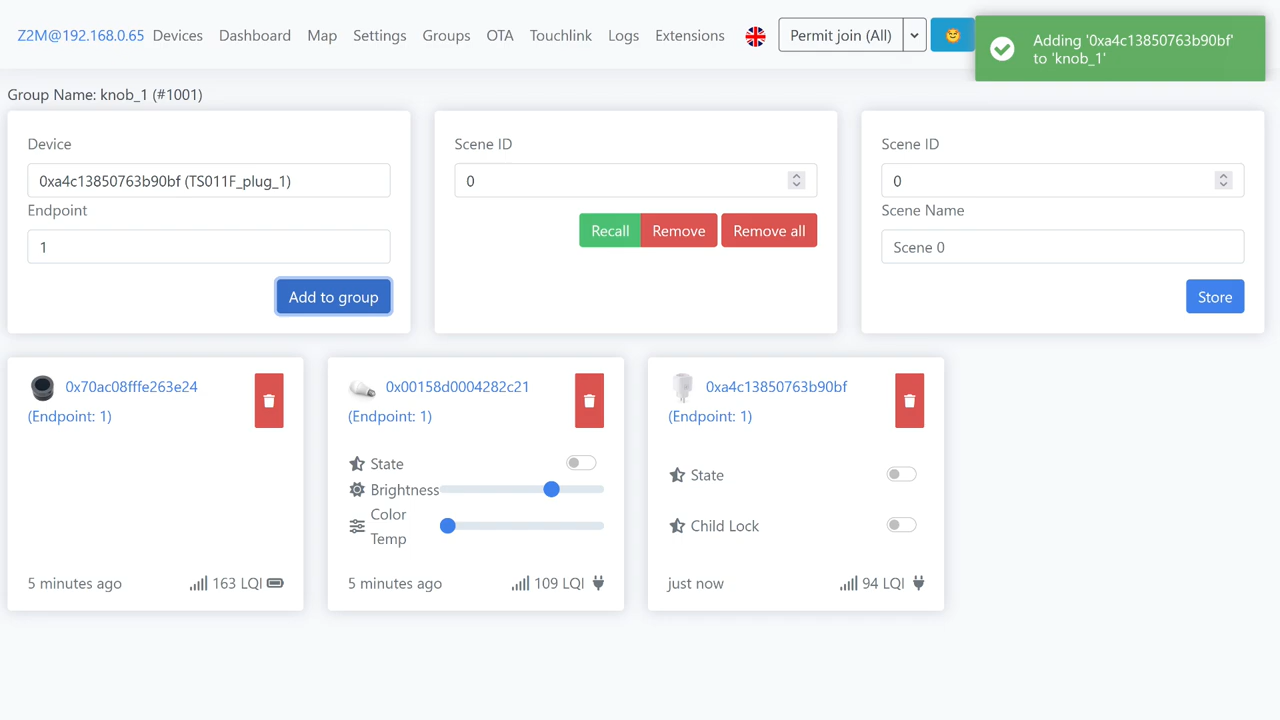 Z2M@192.168.0.65 Devices Dashboard Map Settings Groups OTA Touchlink Logs Extensions Permit join (All)
Adding '0xa4c13850763b90bf'
to 'knob_1'
Group Name: knob_1 (#1001)
Device
0xa4c13850763b90bf (TS011F_plug_1)
Endpoint
1
Add to group
Scene ID
0
Recall Remove Remove all
Scene ID
0
Scene Name
Scene 0
Store
0x70ac08fffe263e24
(Endpoint: 1)
5 minutes ago 163 LQI
0x00158d0004282c21
(Endpoint: 1)
State
Brightness
Color
Temp
5 minutes ago 109 LQI
0xa4c13850763b90bf
(Endpoint: 1)
State
Child Lock
just now 94 LQI